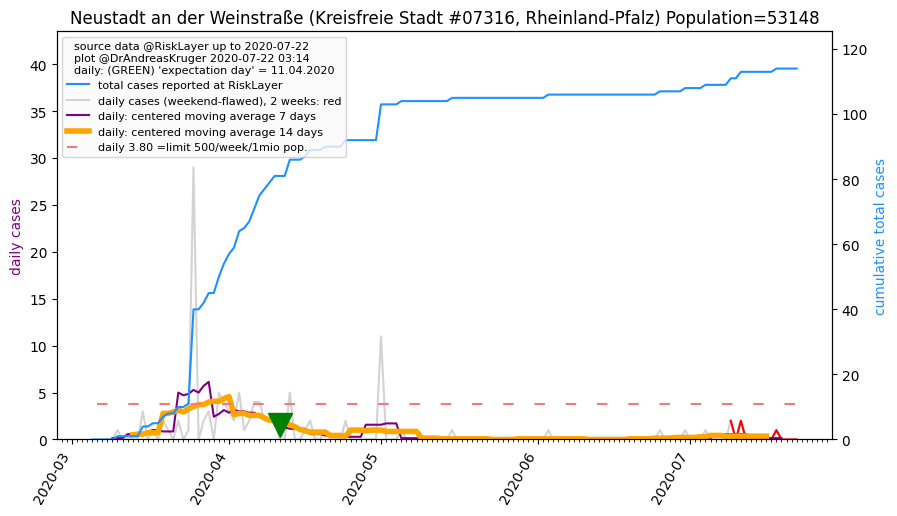 Neustadt an der Weinstraße (Kreisfreie Stadt #07316, Rheinland-Pfalz) Population=53148
source data @RiskLayer up to 2020-07-22
plot @DrAndreasKruger 2020-07-22 03:14
daily: (GREEN) 'expectation day' = 11.04.2020
total cases reported at RiskLayer
daily cases (weekend-flawed), 2 weeks: red
daily: centered moving average 7 days
daily: centered moving average 14 days
daily 3.80 =limit 500/week/1mio pop.
daily cases
40
35
30
25
20
15
10
5
0
120
100
80
60
40
20
0
cumulative total cases
2020-03
2020-04
2020-05
2020-06
2020-07